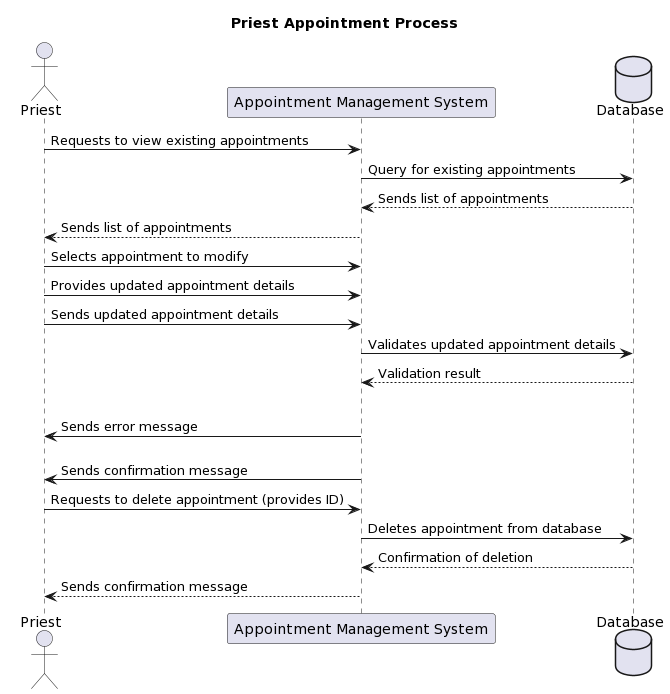 Priest Appointment Process
Priest
Appointment Management System
Database
Requests to view existing appointments
Query for existing appointments
Sends list of appointments
Sends list of appointments
Selects appointment to modify
Provides updated appointment details
Sends updated appointment details
Validates updated appointment details
Validation result
Sends error message
Sends confirmation message
Requests to delete appointment (provides ID)
Deletes appointment from database
Confirmation of deletion
Sends confirmation message
Priest
Appointment Management System
Database